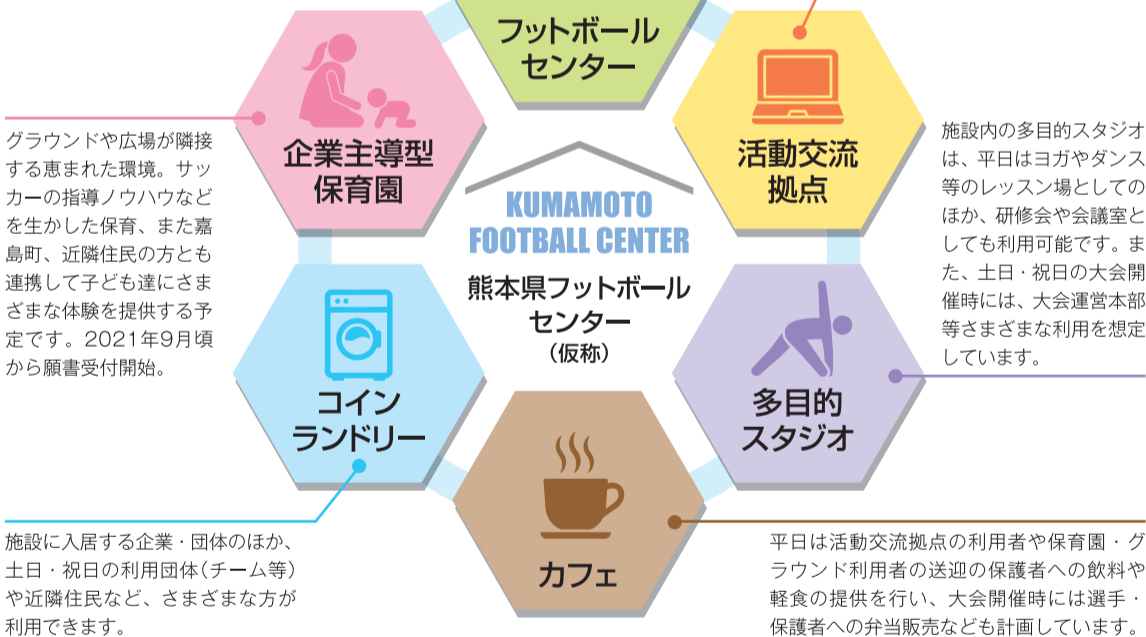 フットボール
センター
企業主導型
保育園
グラウンドや広場が隣接
する恵まれた環境。サッ
カーの指導ノウハウなど
を生かした保育、また嘉
島町、近隣住民の方とも
連携して子ども達にさま
ざまな体験を提供する予
定です。2021年9月頃
から願書受付開始。
活動交流
拠点
KUMAMOTO
FOOTBALL CENTER
熊本県フットボール
センター
（仮称）
施設内の多目的スタジオ
は、平日はヨガやダンス
等のレッスン場としての
ほか、研修会や会議室と
しても利用可能です。ま
た、土日・祝日の大会開
催時には、大会運営本部
等さまざまな利用を想定
しています。
コイン
ランドリー
多目的
スタジオ
施設に入居する企業・団体のほか、
土日・祝日の利用団体（チーム等）
や近隣住民など、さまざまな方が
利用できます。
カフェ
平日は活動交流拠点の利用者や保育園・グ
ラウンド利用者の送迎の保護者への飲料や
軽食の提供を行い、大会開催時には選手・
保護者への弁当販売なども計画しています。